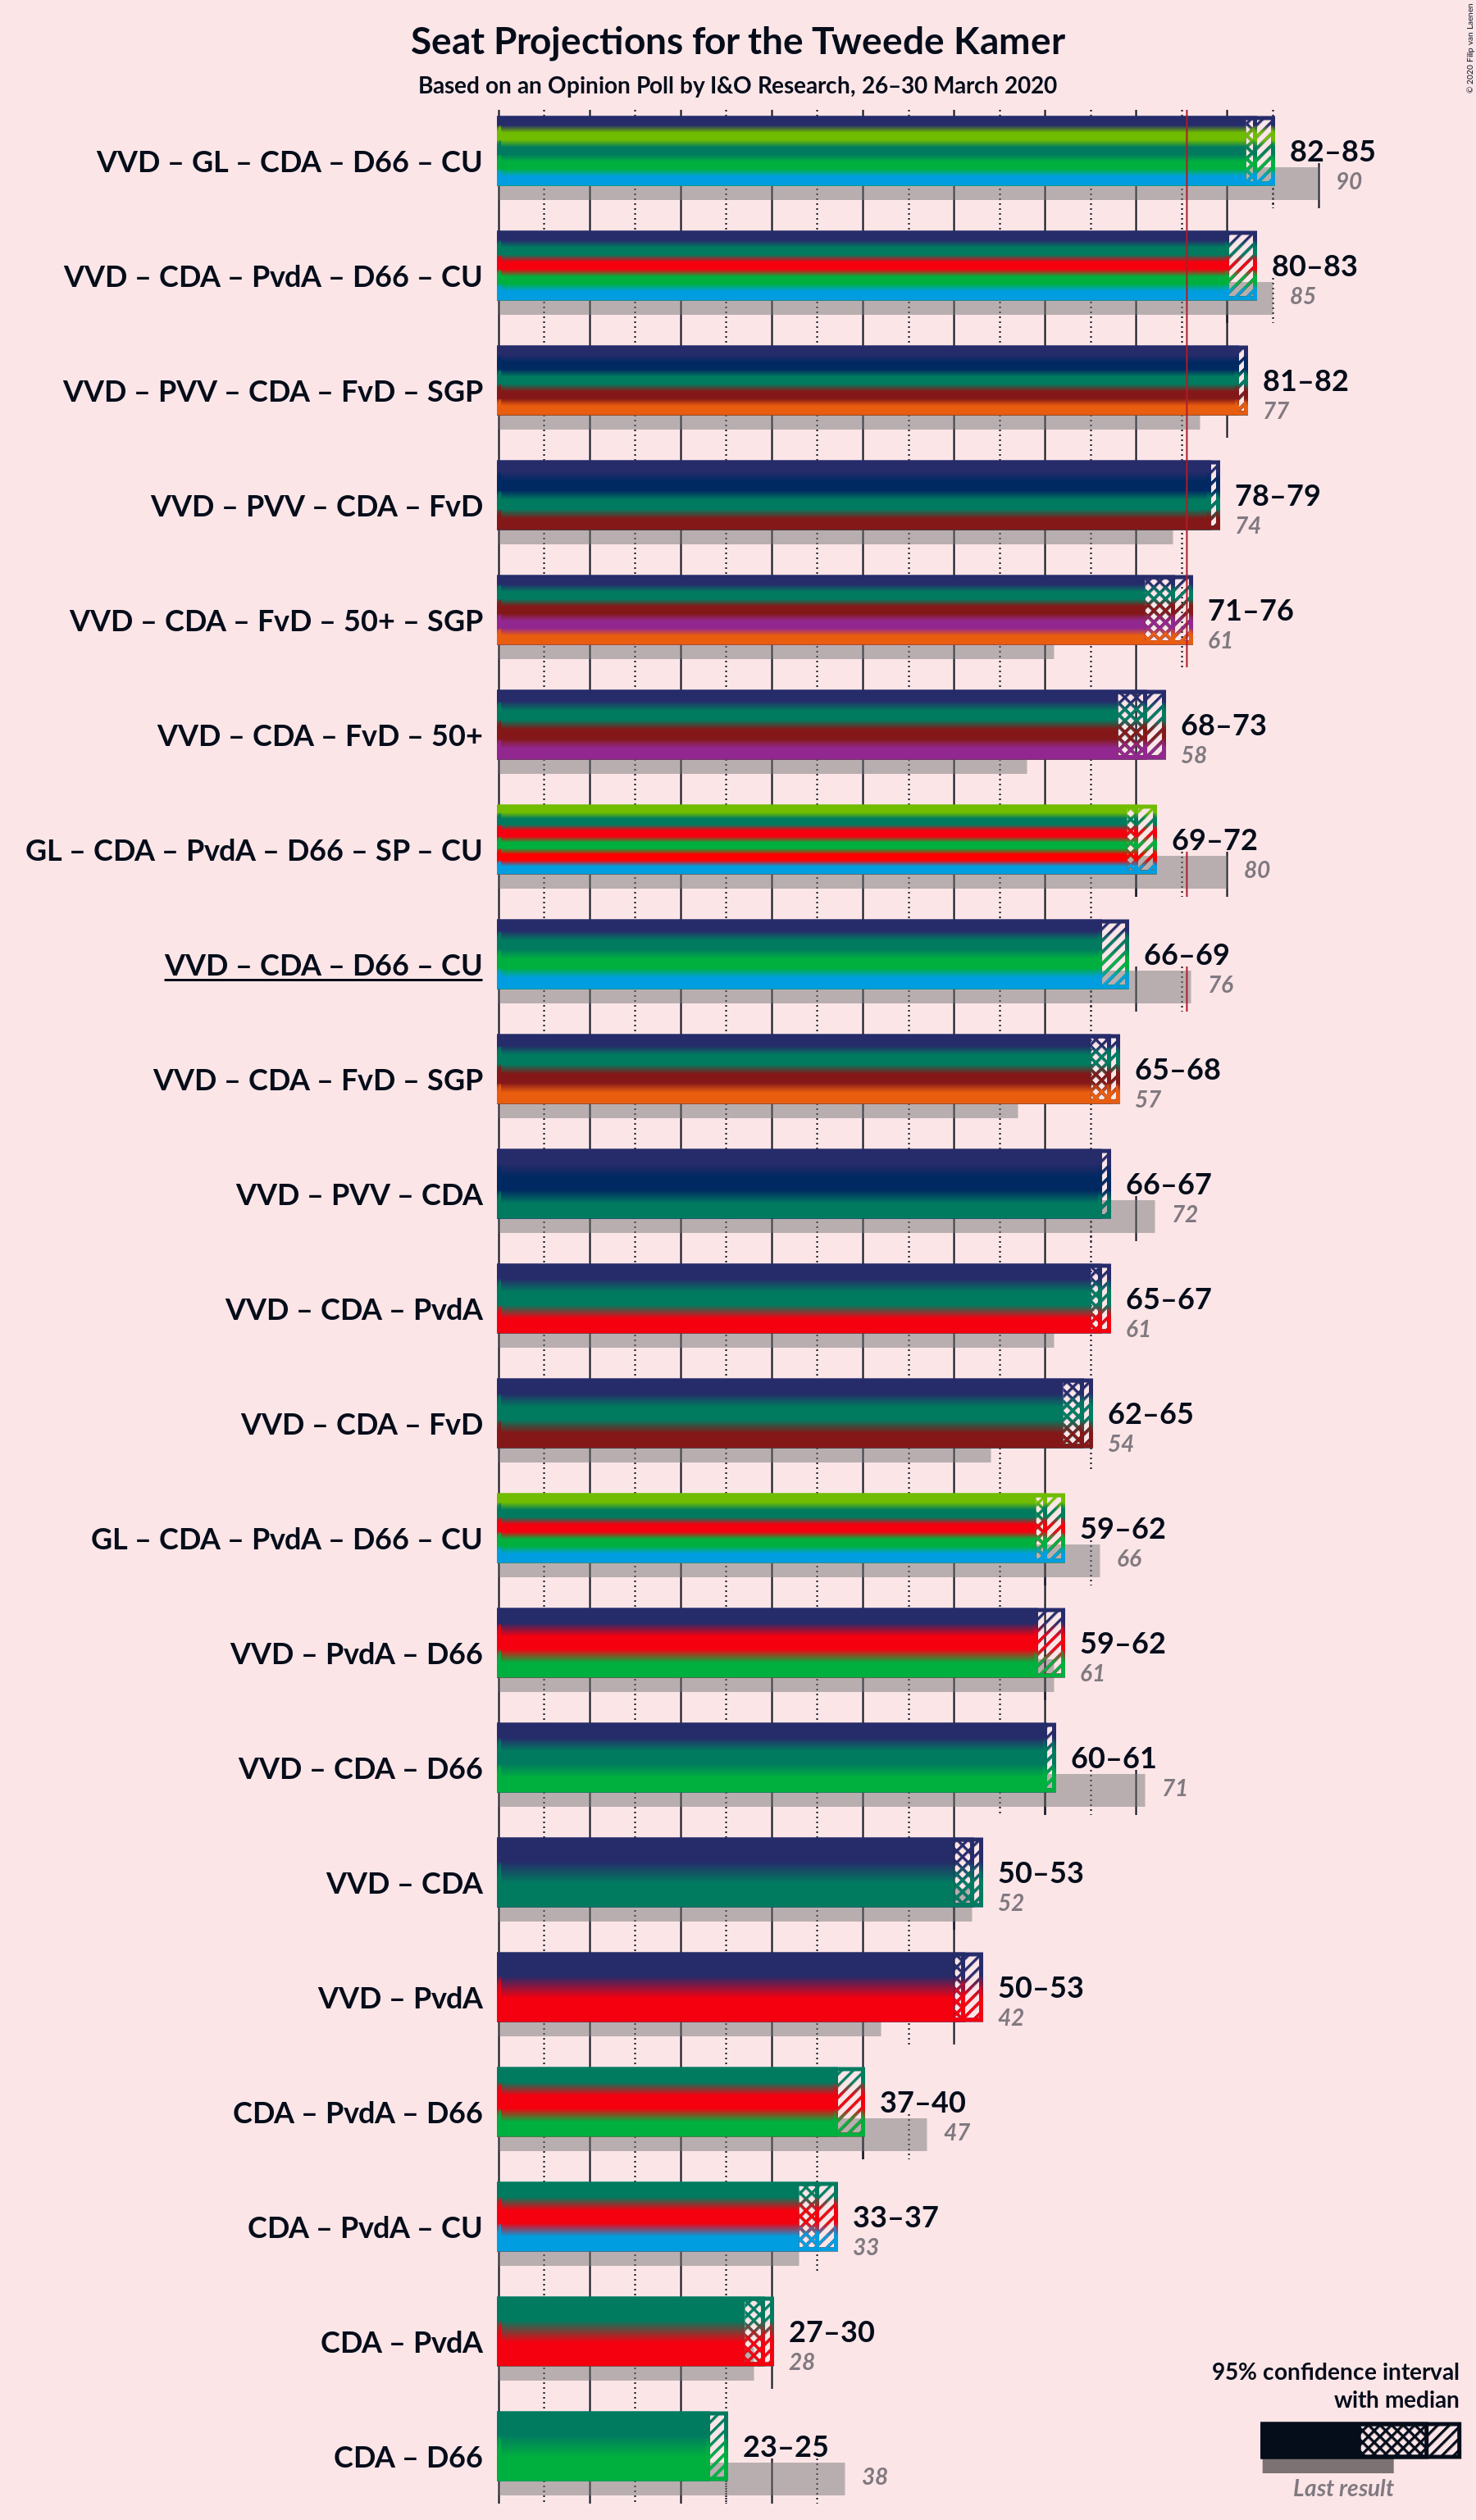 Seat Projections for the Tweede Kamer
Based on an Opinion Poll by I&O Research, 26–30 March 2020
© 2020 Filip van Laenen
VVD – GL – CDA – D66 – CU
82–85
90
VVD – CDA – PvdA – D66 – CU
80–83
85
VVD – PVV – CDA – FvD – SGP
81–82
77
VVD – PVV – CDA – FvD
78–79
74
VVD – CDA – FvD – 50+ – SGP
71–76
61
VVD – CDA – FvD – 50+
68–73
58
GL – CDA – PvdA – D66 – SP – CU
69–72
80
VVD – CDA – D66 – CU
66–69
76
VVD – CDA – FvD – SGP
65–68
57
VVD – PVV – CDA
66–67
72
VVD – CDA – PvdA
65–67
61
VVD – CDA – FvD
62–65
54
GL – CDA – PvdA – D66 – CU
59–62
66
VVD – PvdA – D66
59–62
61
VVD – CDA – D66
60–61
71
VVD – CDA
50–53
52
VVD – PvdA
50–53
42
CDA – PvdA – D66
37–40
47
CDA – PvdA – CU
33–37
33
CDA – PvdA
27–30
28
CDA – D66
23–25
38
95% confidence interval
with median
Last result